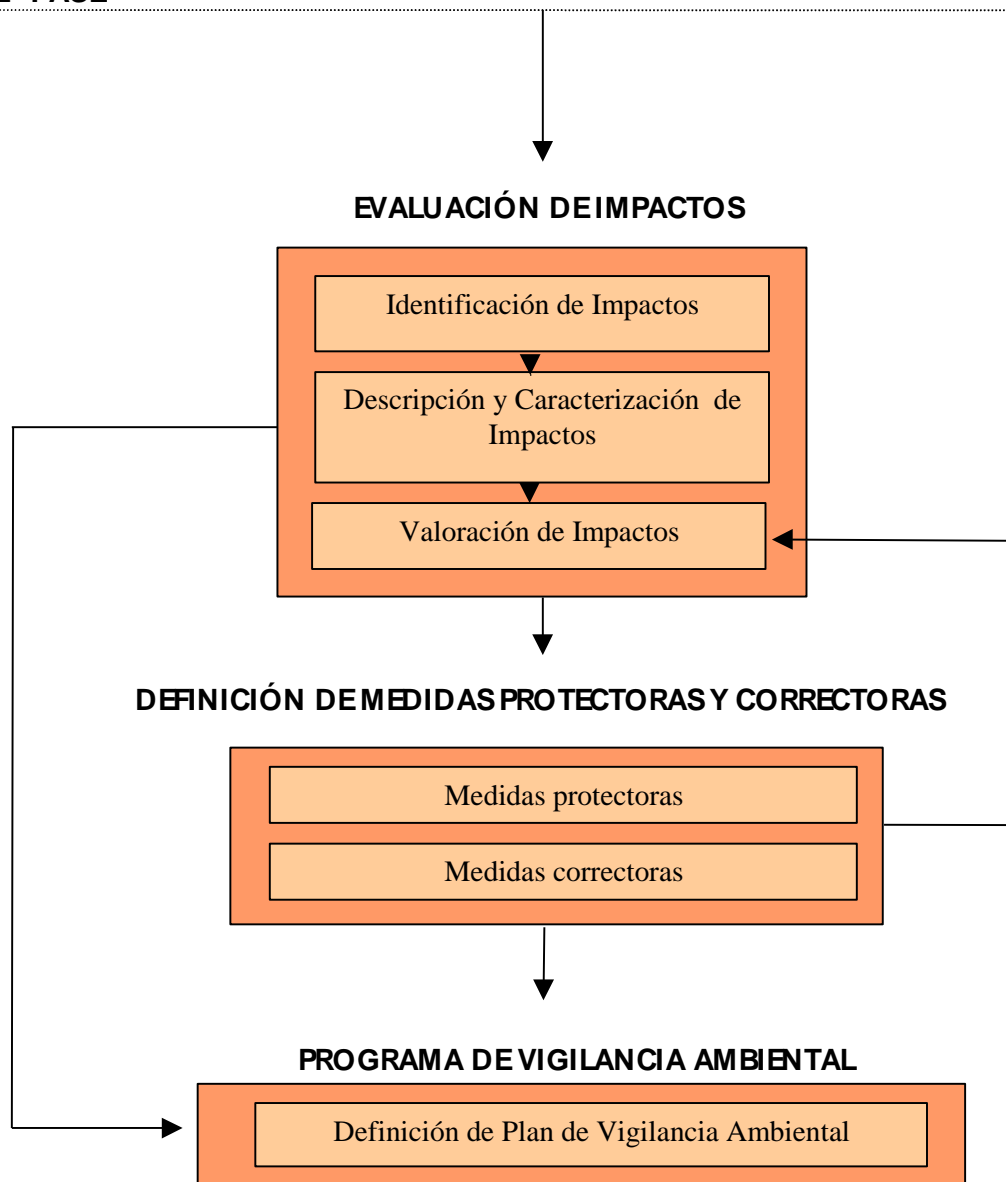 EVALUACIÓN DE IMPACTOS
Identificación de Impactos
Descripción y Caracterización de
Impactos
Valoración de Impactos
DEFINICIÓN DE MEDIDAS PROTECTORAS Y CORRECTORAS
Medidas protectoras
Medidas correctoras
PROGRAMA DE VIGILANCIA AMBIENTAL
Definición de Plan de Vigilancia Ambiental